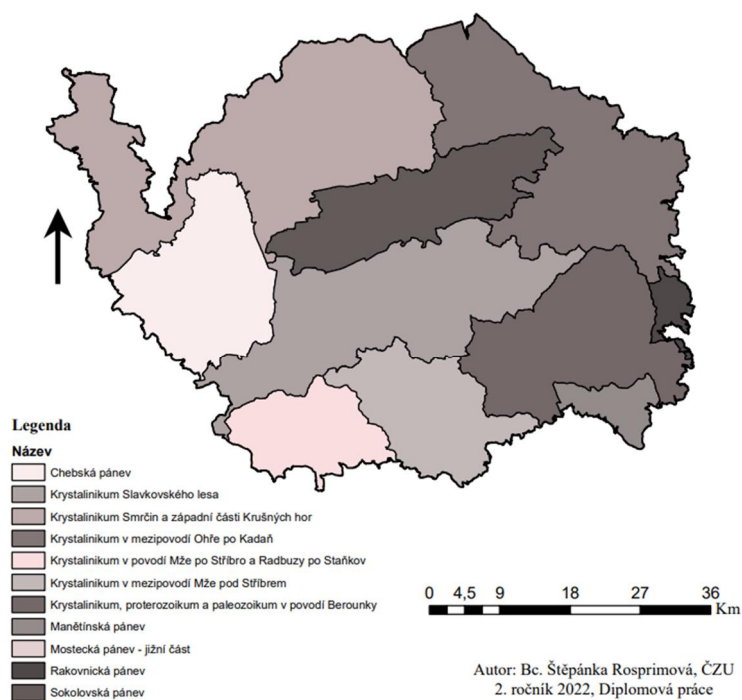 Legenda
Název
Chebská pánev
Krystalinikum Slavkovského lesa
Krystalinikum Smrčin a západní části Krušných hor
Krystalinikum v mezipovodí Ohře po Kadaň
Krystalinikum v povodí Mže po Stříbro a Radbuzy po Staňkov
Krystalinikum v mezipovodí Mže pod Stříbrem
Krystalinikum, proterozoikum a paleozoikum v povodí Berounky
Manětínská pánev
Mostecká pánev - jižní část
Rakovnická pánev
Sokolovská pánev
0 4,5 9 18 27 36
Km
Autor: Bc. Štěpánka Rosprimová, ČZU
2. ročník 2022, Diplomová práce